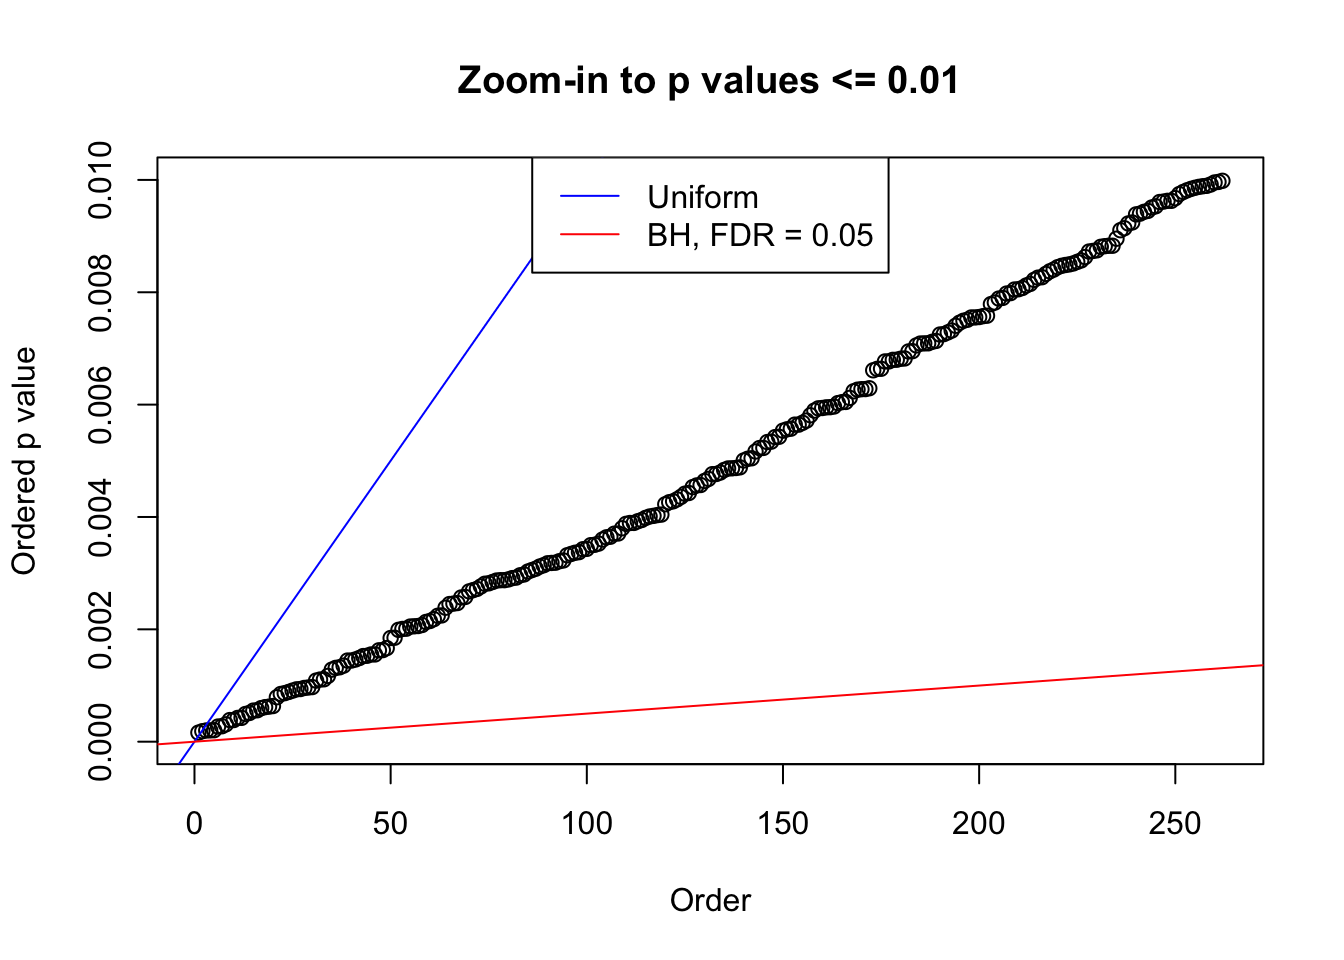 Zoom-in to p values <= 0.01
Uniform
BH, FDR = 0.05
Ordered p value
0.010
0.008
0.006
0.004
0.002
0.000
0 50 100 150 200 250
Order